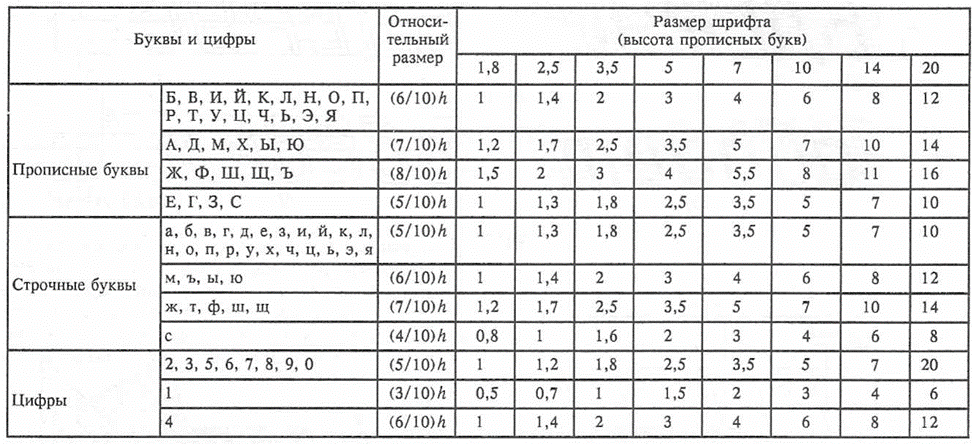 Буквы и цифры Относи-тельный размер Размер шрифта (высота прописных букв)
1,8 2,5 3,5 5 7 10 14 20
Прописные буквы
Б, В, И, Й, К, Л, Н, О, П, (6/10)h 1 1,4 2 3 4 6 8 12
Р, Т, У, Ц, Ч, Ь, Э, Я
А, Д, М, Х, Ы, Ю (7/10)h 1,2 1,7 2,5 3,5 5 7 10 14
Ж, Ф, Ш, Щ, Ъ (8/10)h 1,5 2 3 4 5,5 8 11 16
Е, Г, З, С (5/10)h 1 1,3 1,8 2,5 3,5 5 7 10
Строчные буквы
а, б, в, г, д, е, з, и, й, к, л, (5/10)h 1 1,3 1,8 2,5 3,5 5 7 10
н, о, п, р, у, х, ч, ц, ь, э, я
м, ъ, ы, ю (6/10)h 1 1,4 2 3 4 6 8 12
ж, т, ф, ш, щ (7/10)h 1,2 1,7 2,5 3,5 5 7 10 14
с (4/10)h 0,8 1 1,6 2 3 4 6 8
Цифры
2, 3, 5, 6, 7, 8, 9, 0 (5/10)h 1 1,2 1,8 2,5 3,5 5 7 20
1 (3/10)h 0,5 0,7 1 1,5 2 3 4 6
4 (6/10)h 1 1,4 2 3 4 6 8 12